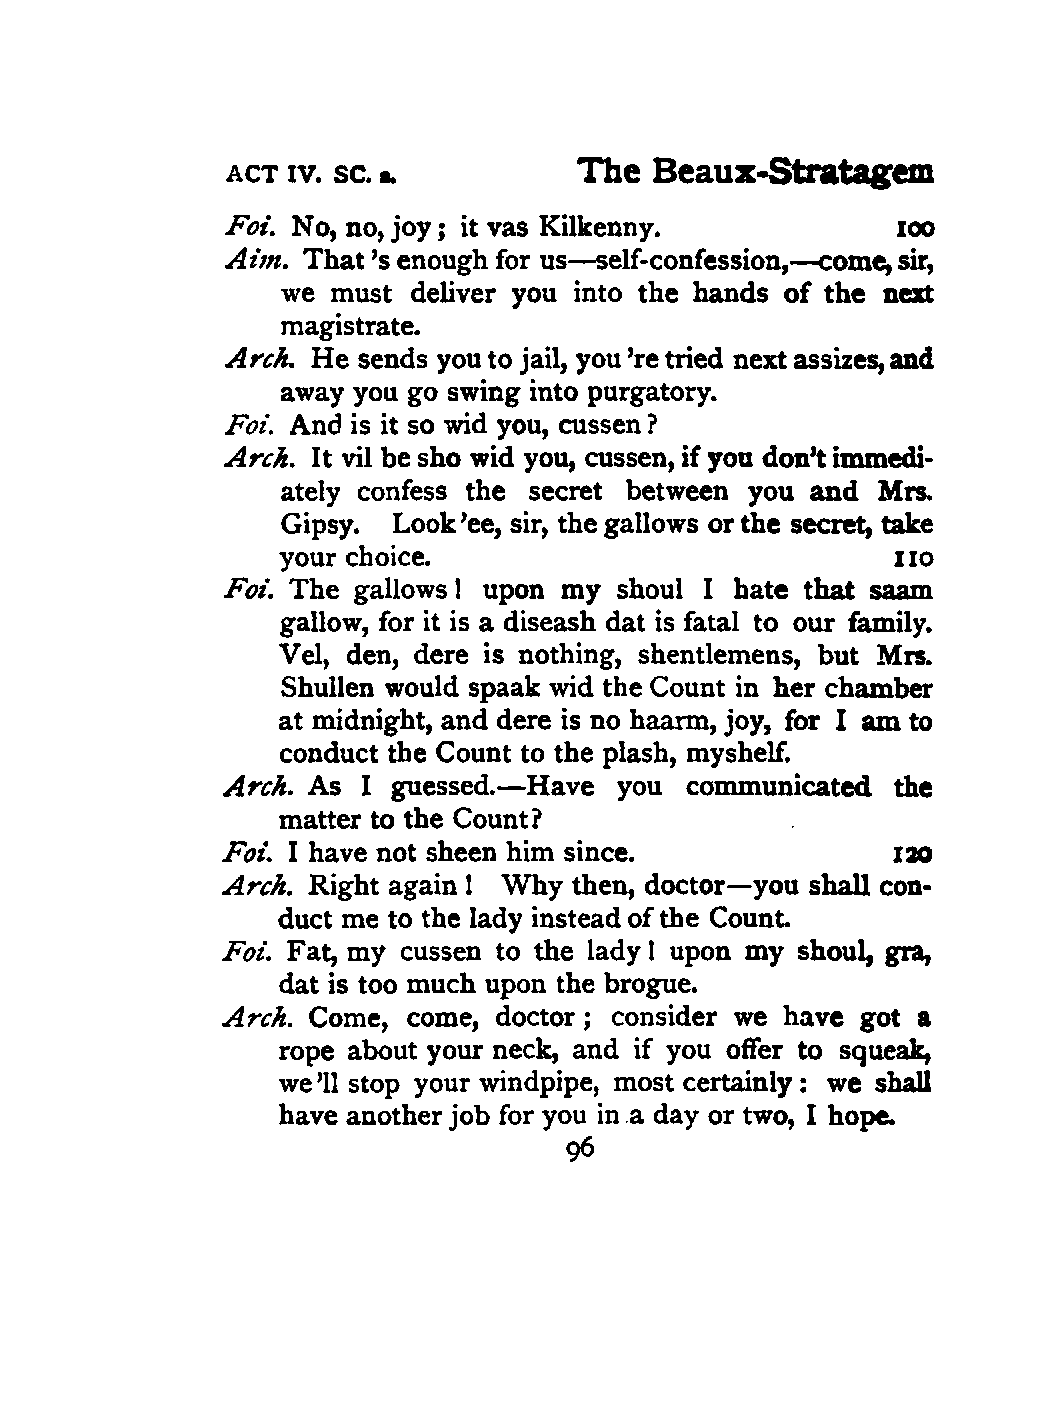 ACT IV. SC. 2. The Beaux-Stratagem
Foi. No, no, joy; it vas Kilkenny. 100
Aim. That's enough for us—self-confession,—come, sir,
we must deliver you into the hands of the next
magistrate.
Arch. He sends you to jail, you're tried next assizes, and
away you go swing into purgatory.
Foi. And is it so wid you, cussen?
Arch. It vil be sho wid you, cussen, if you don't immedi-
ately confess the secret between you and Mrs.
Gipsy. Look'ee, sir, the gallows or the secret, take
your choice. 110
Foi. The gallows! upon my shoul I hate that saam
gallow, for it is a diseash dat is fatal to our family.
Vel, den, dere is nothing, shentlemens, but Mrs.
Shullen would spaak wid the Count in her chamber
at midnight, and dere is no haarm, joy, for I am to
conduct the Count to the plash, myshelf.
Arch. As I guessed.—Have you communicated the
matter to the Count?
Foi. I have not sheen him since. 120
Arch. Right again! Why then, doctor—you shall con-
duct me to the lady instead of the Count.
Foi. Fat, my cussen to the lady! upon my shoul, gra,
dat is too much upon the brogue.
Arch. Come, come, doctor; consider we have got a
rope about your neck, and if you offer to squeak,
we'll stop your windpipe, most certainly: we shall
have another job for you in a day or two, I hope.
96